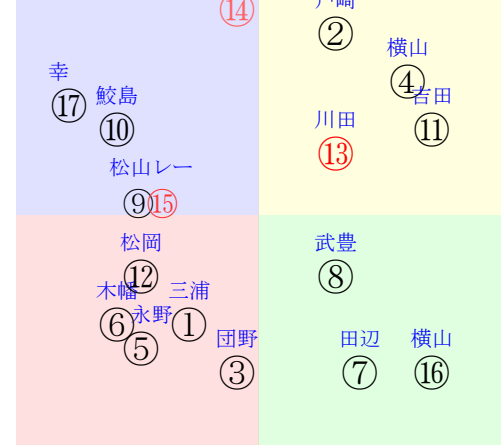 ⑭
戸崎
②
横山
④
幸
⑰
鮫島
⑩
吉田
⑪
川田
⑬
松山レー
⑨⑮
松岡
⑫
武豊
⑧
木幡
⑥
三浦
①
永野
⑤
団野
③
田辺
⑦
横山
⑯